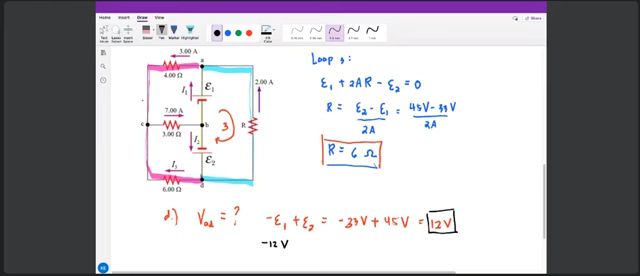 Home Insert Draw View
3.00 A
a
4.00 Ω
2.00 A
I₁
ε₁
7.00 A
c
b
3
R
3.00 Ω
I₂
ε₂
I₃
6.00 Ω
d
Loop 3:
ε₁ + 2AR - ε₂ = 0
R = ε₂ - ε₁ / 2A = 45V - 33V / 2A
R = 6 Ω
d.) Vad = ? -ε₁ + ε₂ = -33V + 45V = 12V
-12 V